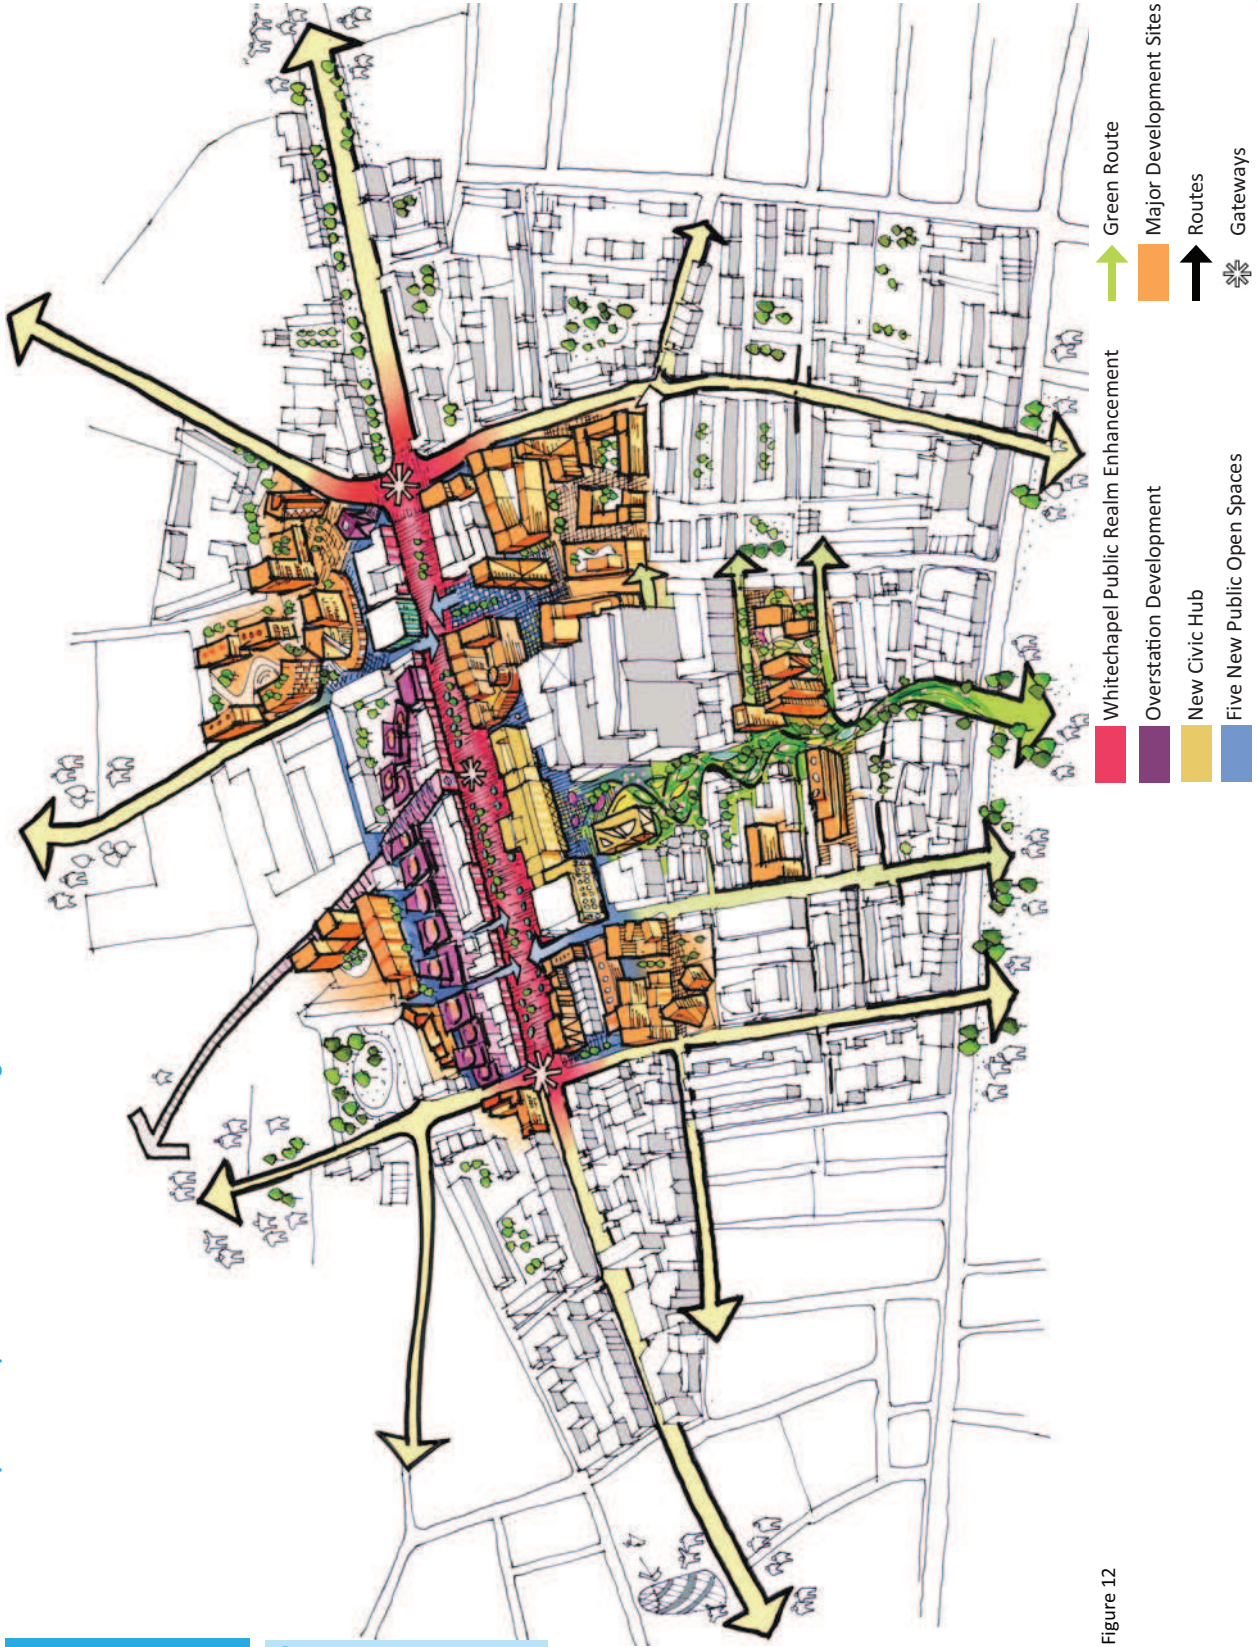 Figure 12
Whitechapel Public Realm Enhancement
Overstation Development
New Civic Hub
Five New Public Open Spaces
Green Route
Major Development Sites
Routes
Gateways